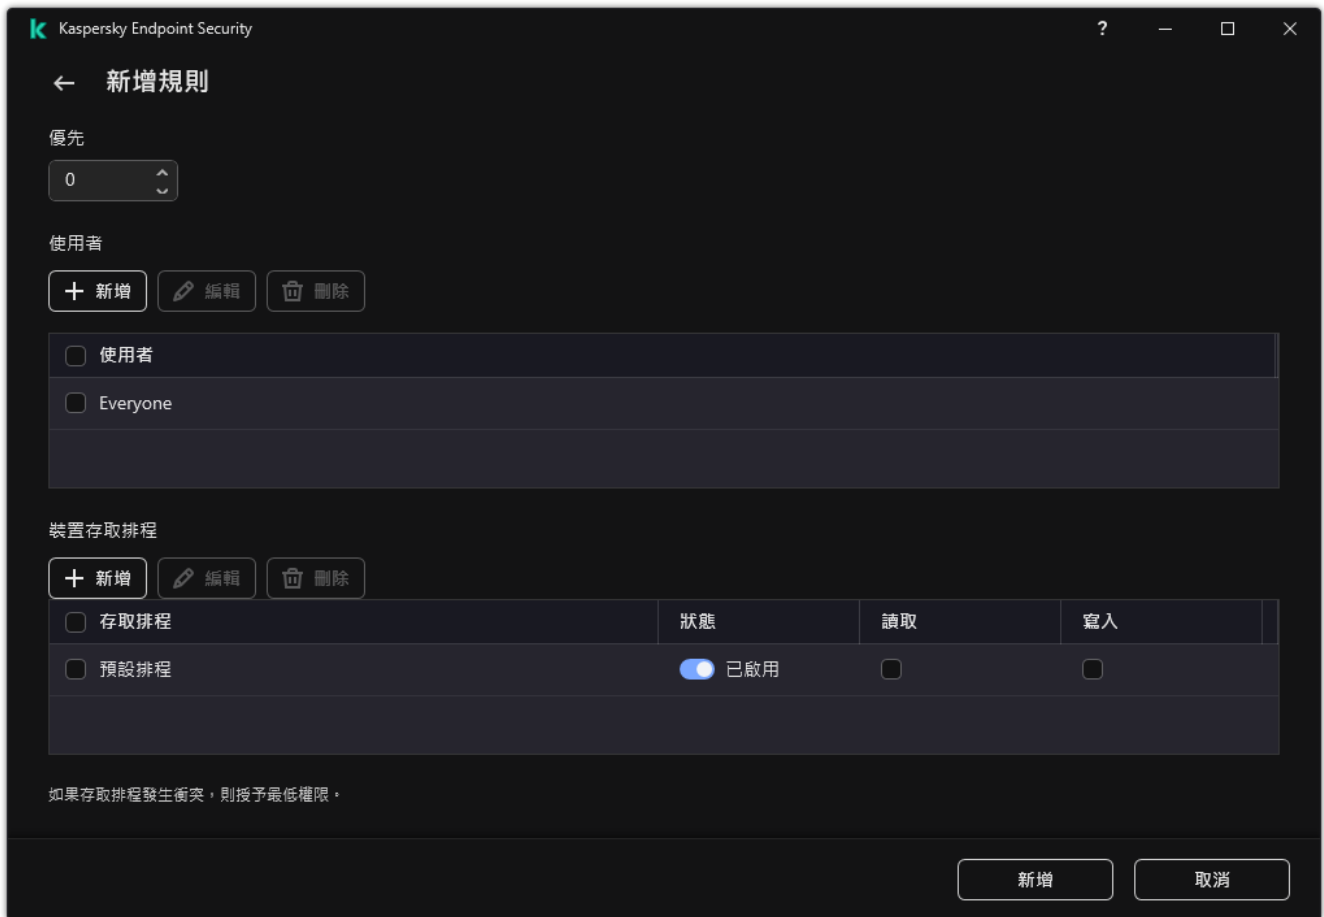 Kaspersky Endpoint Security
?
新增規則
優先
0
使用者
新增 編輯 刪除
使用者
Everyone
裝置存取排程
新增 編輯 刪除
存取排程 狀態 讀取 寫入
預設排程 已啟用
如果存取排程發生衝突，則授予最低權限。
新增 取消